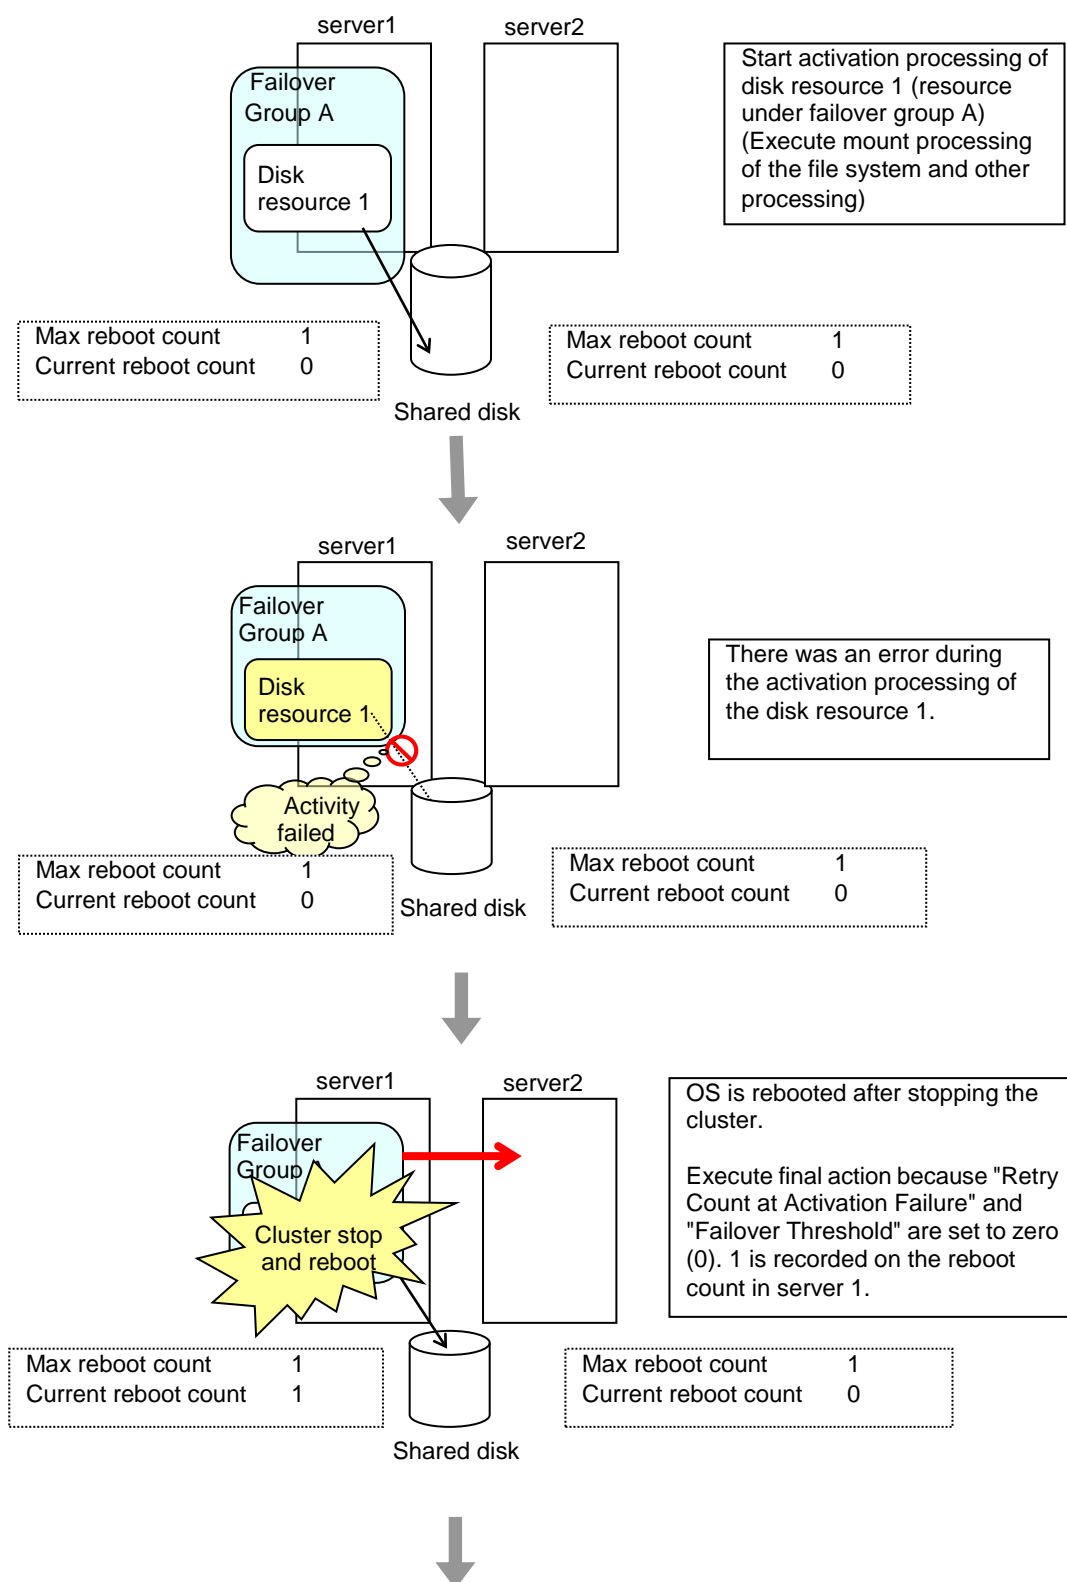 server1
server2
Failover
Group A
Disk
resource 1
Start activation processing of
disk resource 1 (resource
under failover group A)
(Execute mount processing
of the file system and other
processing)
Max reboot count 1
Current reboot count 0
Max reboot count 1
Current reboot count 0
Shared disk
server1
server2
Failover
Group A
Disk
resource 1
Activity
failed
There was an error during
the activation processing of
the disk resource 1.
Max reboot count 1
Current reboot count 0
Max reboot count 1
Current reboot count 0
Shared disk
server1
server2
Failover
Group
Cluster stop
and reboot
OS is rebooted after stopping the
cluster.
Execute final action because "Retry
Count at Activation Failure" and
"Failover Threshold" are set to zero
(0). 1 is recorded on the reboot
count in server 1.
Max reboot count 1
Current reboot count 1
Max reboot count 1
Current reboot count 0
Shared disk